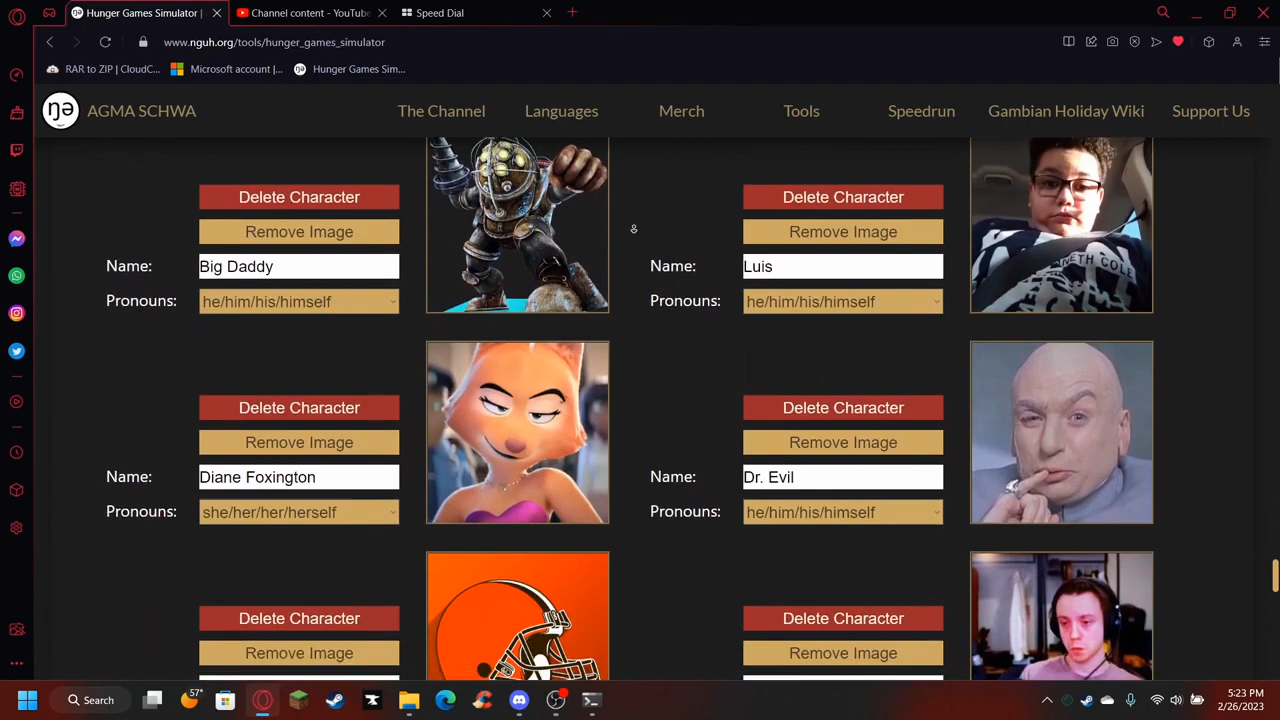 Hunger Games Simulator |
Channel content - YouTube
Speed Dial
www.nguh.org/tools/hunger_games_simulator
RAR to ZIP | CloudC...
Microsoft account |...
Hunger Games Sim...
ŋə
AGMA SCHWA
The Channel
Languages
Merch
Tools
Speedrun
Gambian Holiday Wiki
Support Us
Delete Character
Remove Image
Name: Big Daddy
Pronouns: he/him/his/himself
Delete Character
Remove Image
Name: Luis
Pronouns: he/him/his/himself
Delete Character
Remove Image
Name: Diane Foxington
Pronouns: she/her/her/herself
Delete Character
Remove Image
Name: Dr. Evil
Pronouns: he/him/his/himself
Delete Character
Remove Image
Delete Character
Remove Image
57°
Search
5:23 PM
2/26/2023